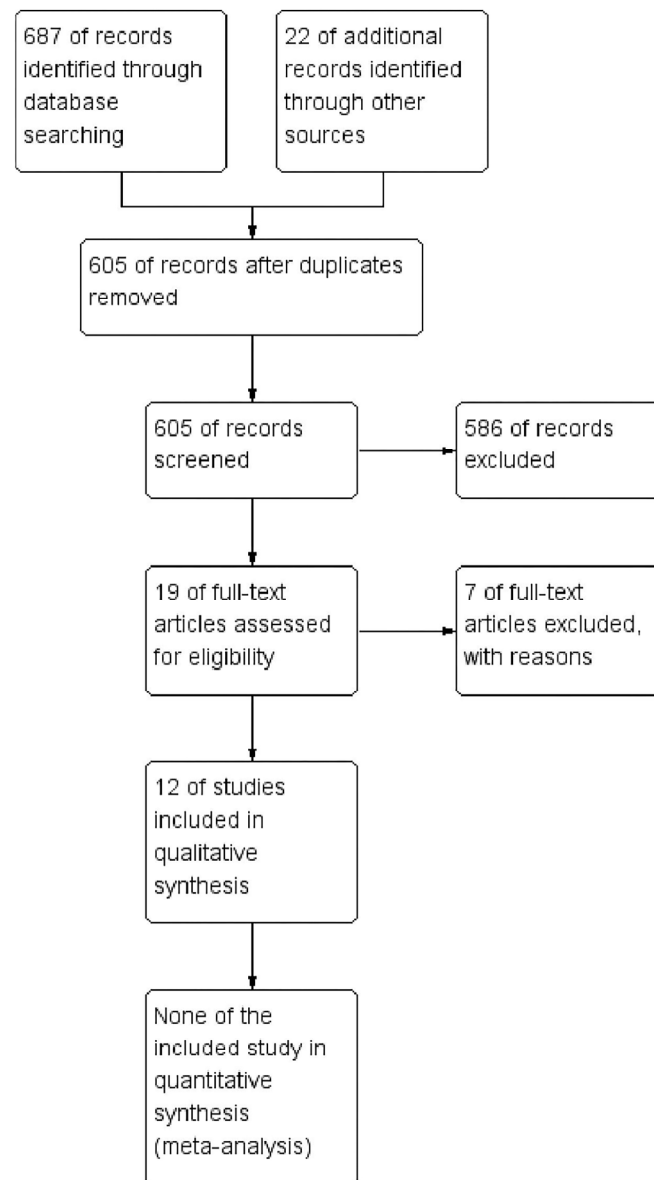 687 of records
identified through
database
searching
22 of additional
records identified
through other
sources
605 of records after duplicates
removed
605 of records
screened
586 of records
excluded
19 of full-text
articles assessed
for eligibility
7 of full-text
articles excluded,
with reasons
12 of studies
included in
qualitative
synthesis
None of the
included study in
quantitative
synthesis
(meta-analysis)